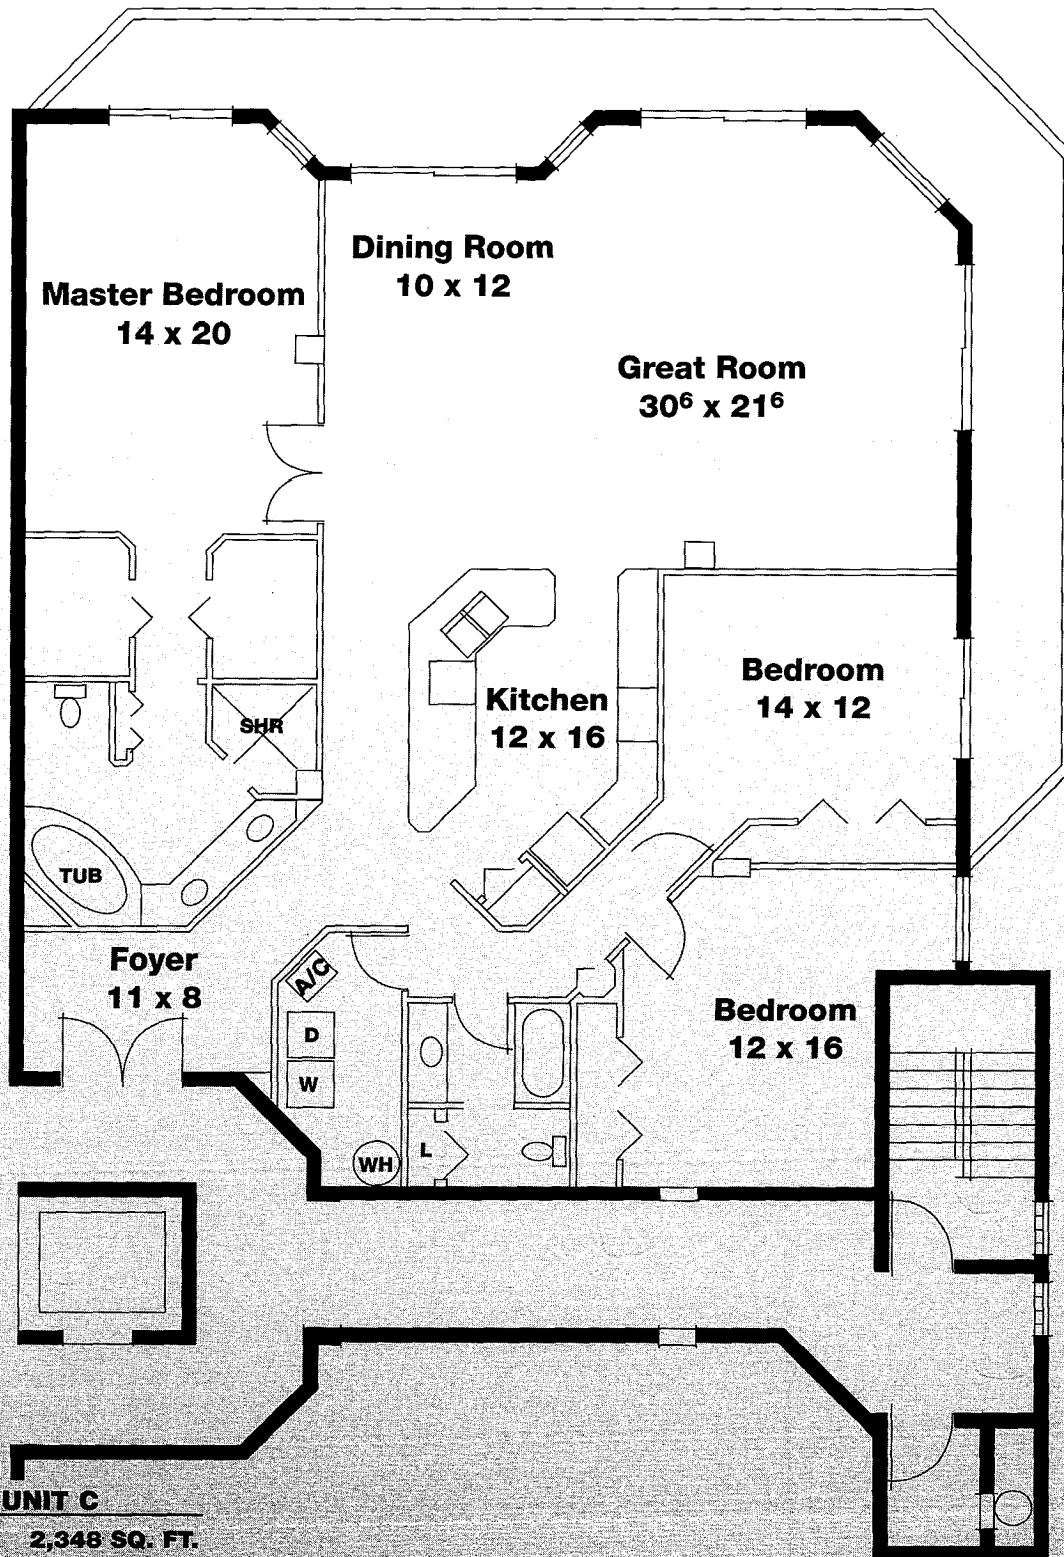 Dining Room
10 x 12
Master Bedroom
14 x 20
Great Room
30⁶ x 21⁶
Bedroom
14 x 12
Kitchen
12 x 16
SHR
TUB
Foyer
11 x 8
A/C
D
W
Bedroom
12 x 16
L
WH
UNIT C
2,348 SQ. FT.